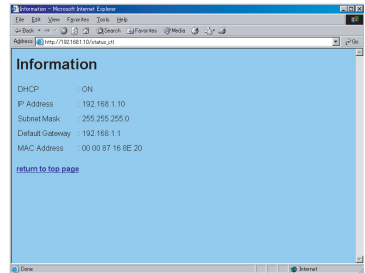 Information - Microsoft Internet Explorer
File Edit View Favorites Tools Help
Back Search Favorites Media
Address http://192.168.1.10/status_ctl Go
Information
DHCP : ON
IP Address : 192.168.1.10
Subnet Mask : 255.255.255.0
Default Gateway : 192.168.1.1
MAC Address : 00 00 87 16 8E 20
return to top page
Done Internet